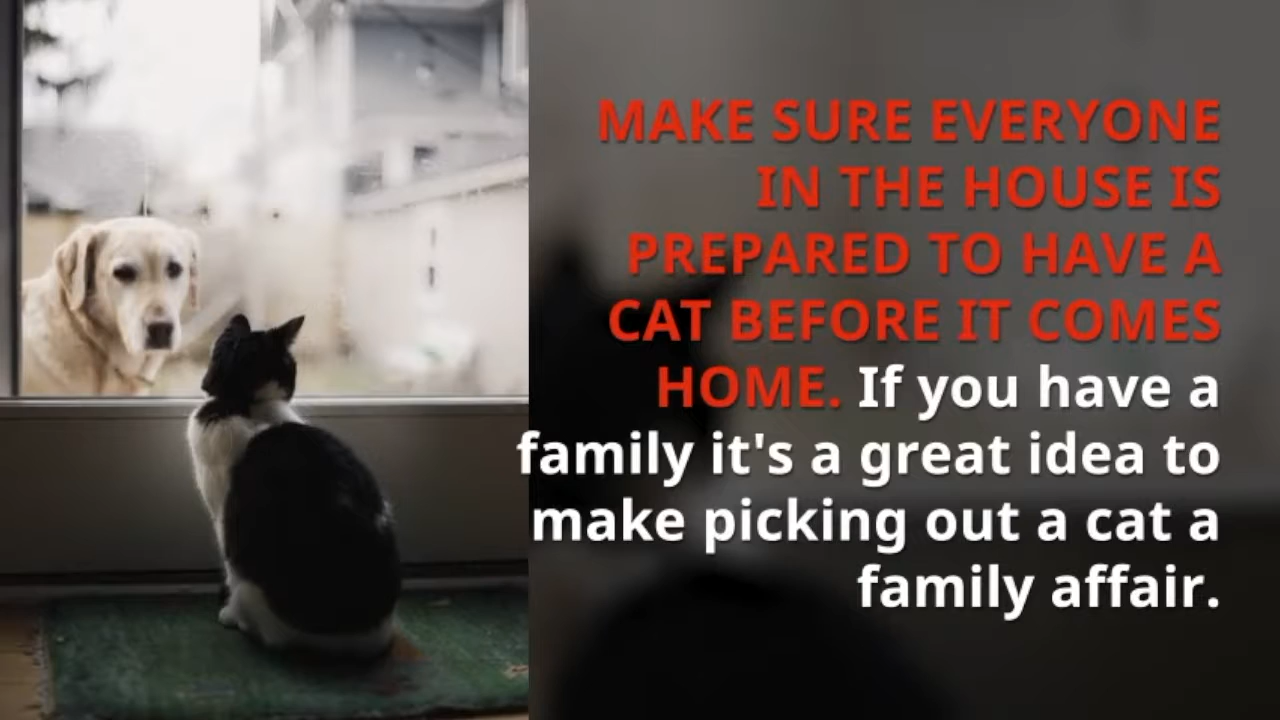 MAKE SURE EVERYONE
IN THE HOUSE IS
PREPARED TO HAVE A
CAT BEFORE IT COMES
HOME. If you have a
family it's a great idea to
make picking out a cat a
family affair.